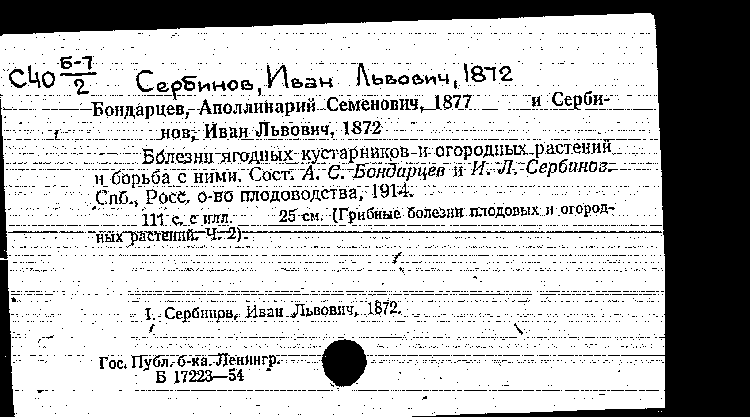 С40 Б-7/2 Сербинов, Иван Львович, 1872
Бондарцев, Аполлинарий Семенович, 1877 и Серби-
нов, Иван Львович, 1872
Болезни ягодных кустарников и огородных растений
и борьба с ними. Сост. А. С. Бондарцев и И. Л. Сербинов.
Спб., Росс. о-во плодоводства, 1914.
111 с. с илл. 25 см. (Грибные болезни плодовых и огород-
ных растений. Ч. 2).
I. Сербинов, Иван Львович, 1872.
Гос. Публ. б-ка. Ленингр.
Б 17223—54